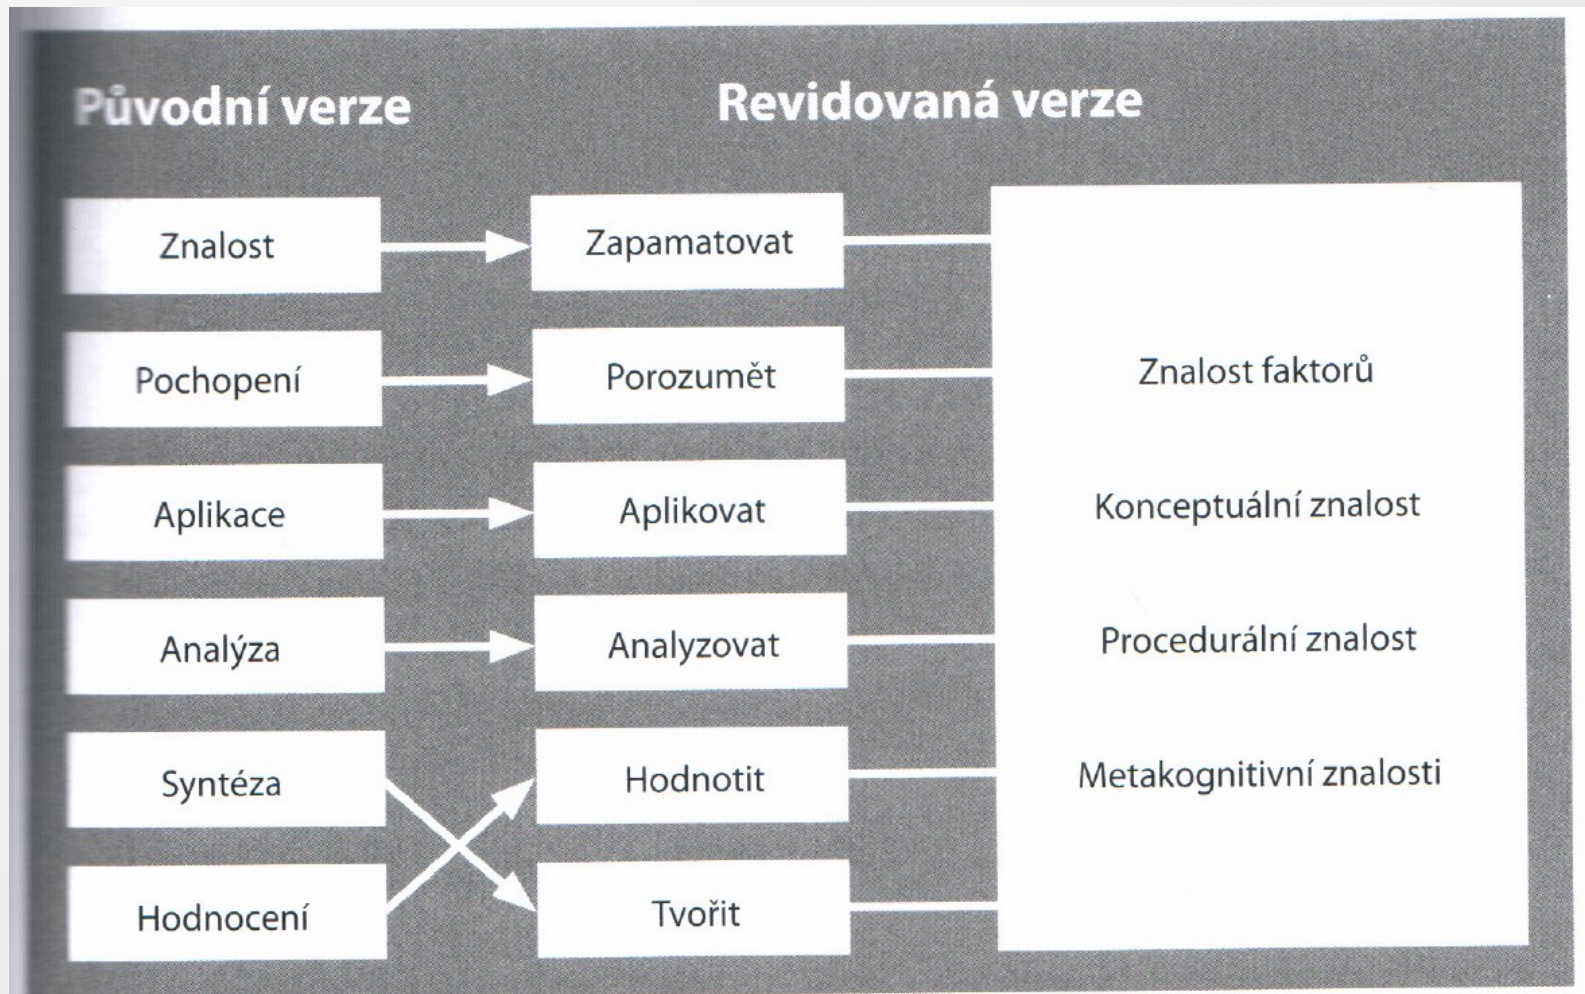 Původní verze
Revidovaná verze
Znalost
Zapamatovat
Pochopení
Porozumět
Znalost faktorů
Aplikace
Aplikovat
Konceptuální znalost
Analýza
Analyzovat
Procedurální znalost
Syntéza
Hodnotit
Metakognitivní znalosti
Hodnocení
Tvořit